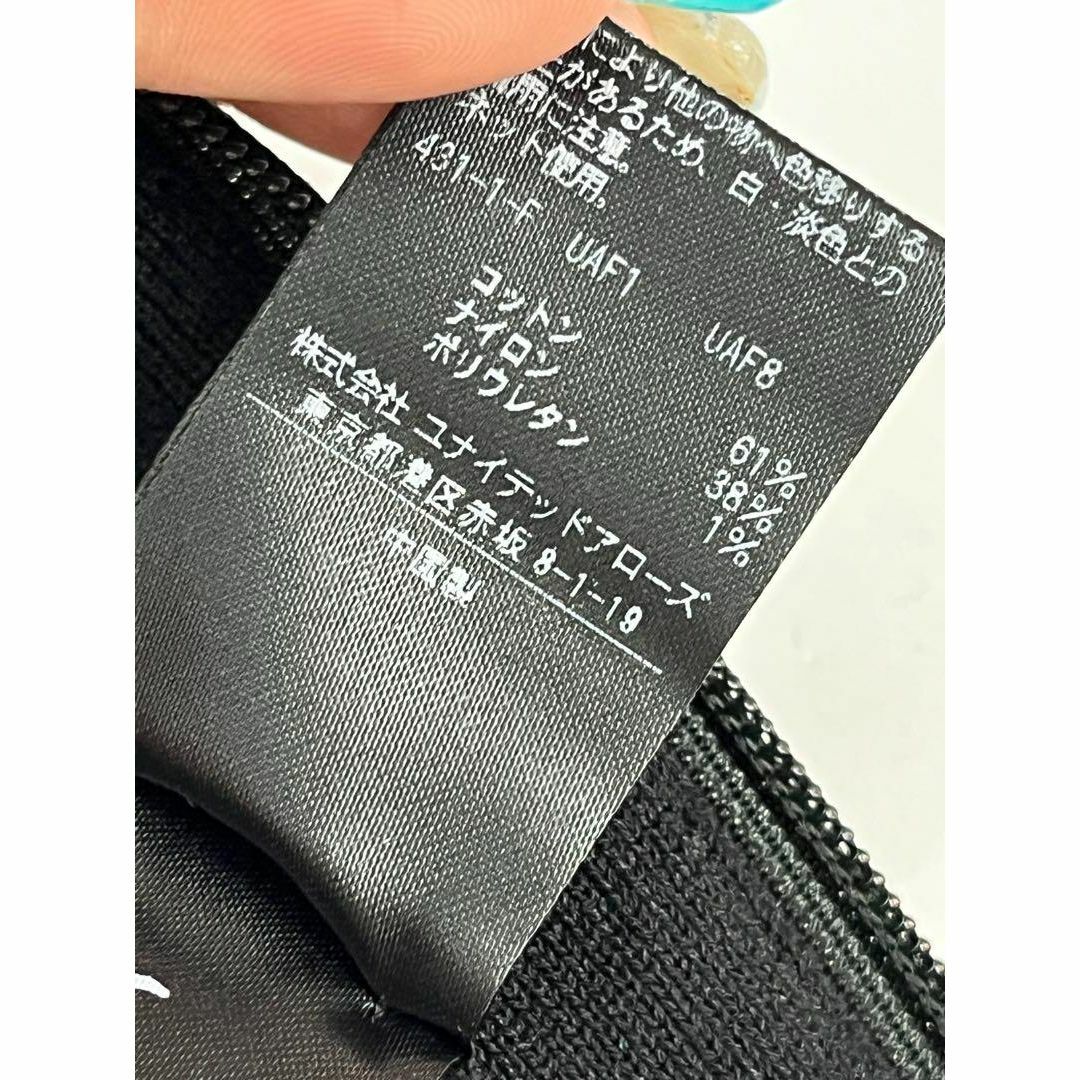 により他の物へ色移りする
があるため、白・淡色との
用に注意。
ネット使用。
431-1-F UAF1 UAF8
コットン 61%
ナイロン 38%
ポリウレタン 1%
株式会社 ユナイテッドアローズ
東京都港区赤坂 8-1-19
中国製